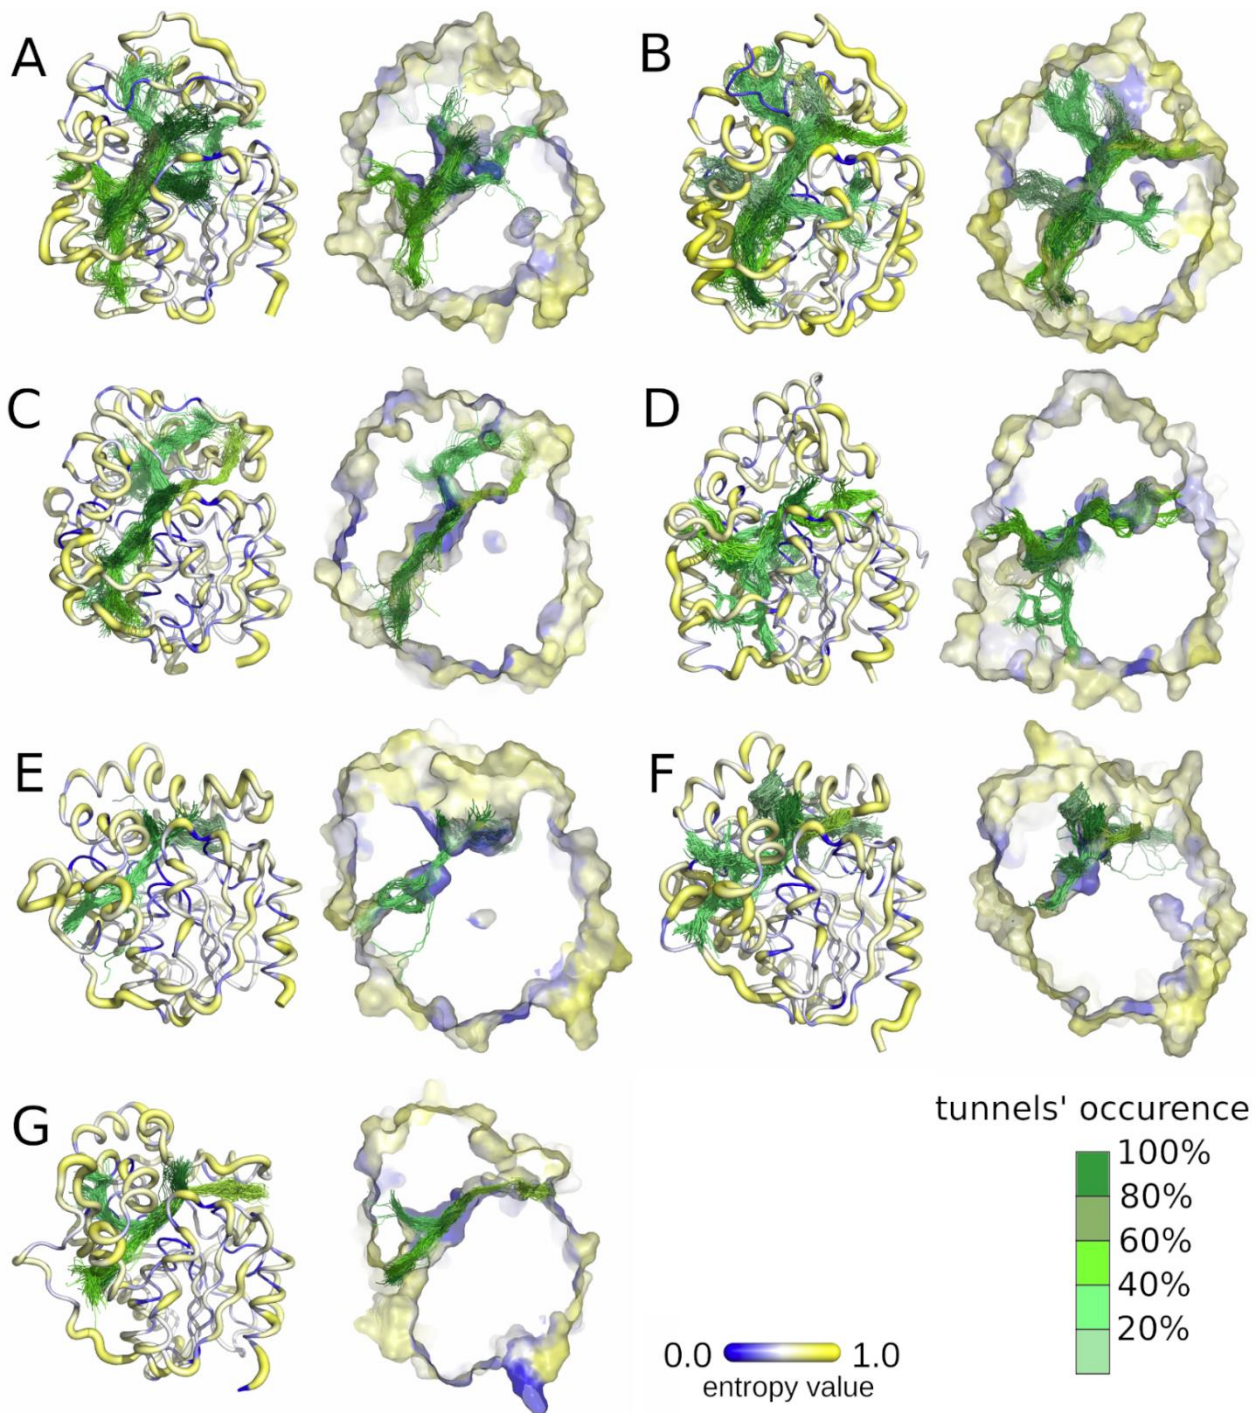 A
B
C
D
E
F
G
tunnels' occurence
100%
80%
60%
40%
20%
0.0 1.0
entropy value